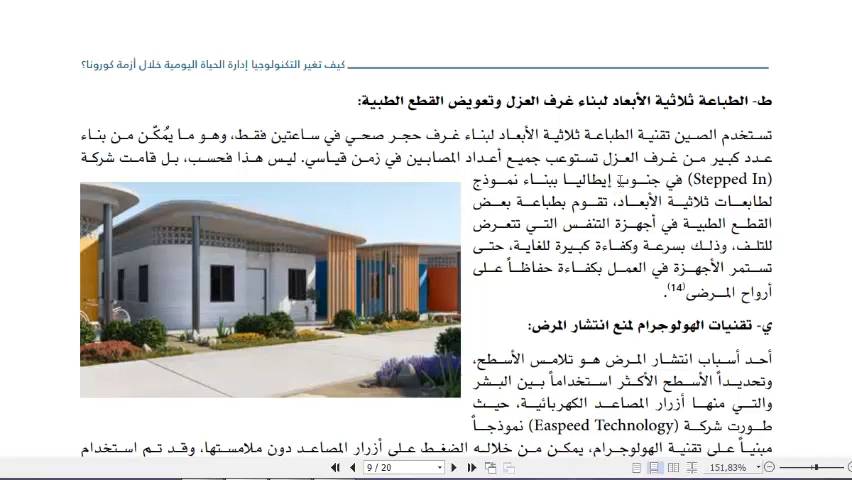 كيف تغير التكنولوجيا إدارة الحياة اليومية خلال أزمة كورونا؟
ط- الطباعة ثلاثية الأبعاد لبناء غرف العزل وتعويض القطع الطبية:
تستخدم الصين تقنية الطباعة ثلاثية الأبعاد لبناء غرف حجر صحي في ساعتين فقط، وهو ما يُمكّن من بناء
عدد كبير من غرف العزل تستوعب جميع أعداد المصابين في زمن قياسي. ليس هذا فحسب، بل قامت شركة
(Stepped In) في جنوب إيطاليا ببناء نموذج
لطابعات ثلاثية الأبعاد، تقوم بطباعة بعض
القطع الطبية في أجهزة التنفس التي تتعرض
للتلف، وذلك بسرعة وكفاءة كبيرة للغاية، حتى
تستمر الأجهزة في العمل بكفاءة حفاظاً على
أرواح المرضى(14).
ي- تقنيات الهولوجرام لمنع انتشار المرض:
أحد أسباب انتشار المرض هو تلامس الأسطح،
وتحديداً الأسطح الأكثر استخداماً بين البشر
والتي منها أزرار المصاعد الكهربائية، حيث
طورت شركة (Easpeed Technology) نموذجاً
مبنياً على تقنية الهولوجرام، يمكن من خلاله الضغط على أزرار المصاعد دون ملامستها، وقد تم استخدام
9 / 20
151,83%